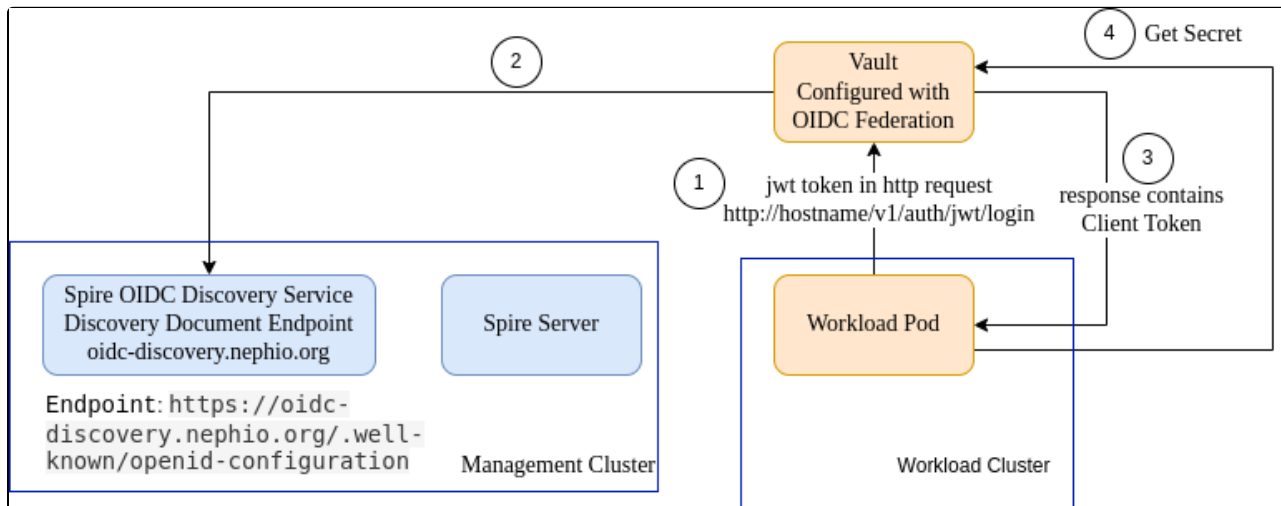 4
Get Secret
2
Vault
Configured with
OIDC Federation
1
jwt token in http request
http://hostname/v1/auth/jwt/login
3
response contains
Client Token
Spire OIDC Discovery Service
Discovery Document Endpoint
oidc-discovery.nephio.org
Spire Server
Workload Pod
Endpoint: https://oidc-
discovery.nephio.org/.well-
known/openid-configuration
Management Cluster
Workload Cluster